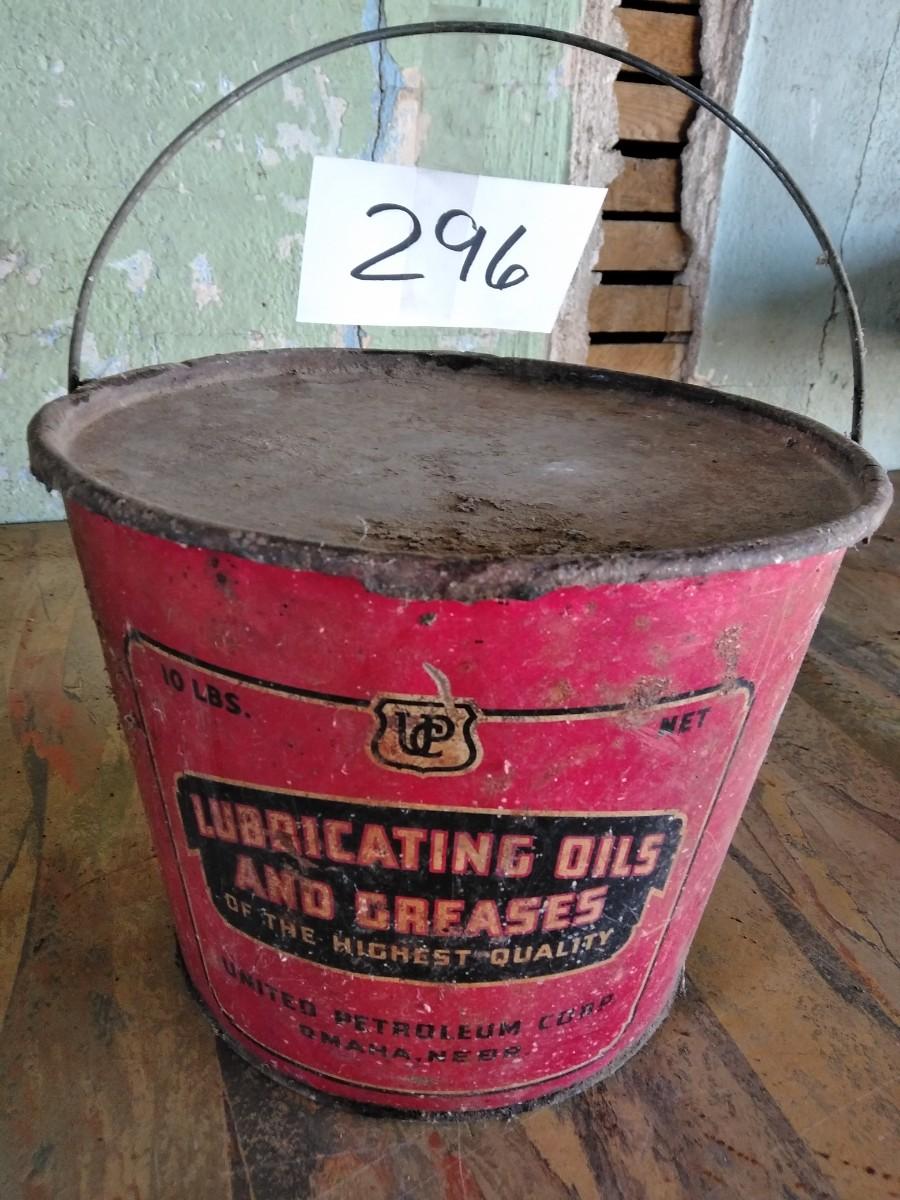 296
10 LBS.
NET
UP
LUBRICATING OILS
AND GREASES
OF THE HIGHEST QUALITY
UNITED PETROLEUM CORP.
OMAHA, NEBR.